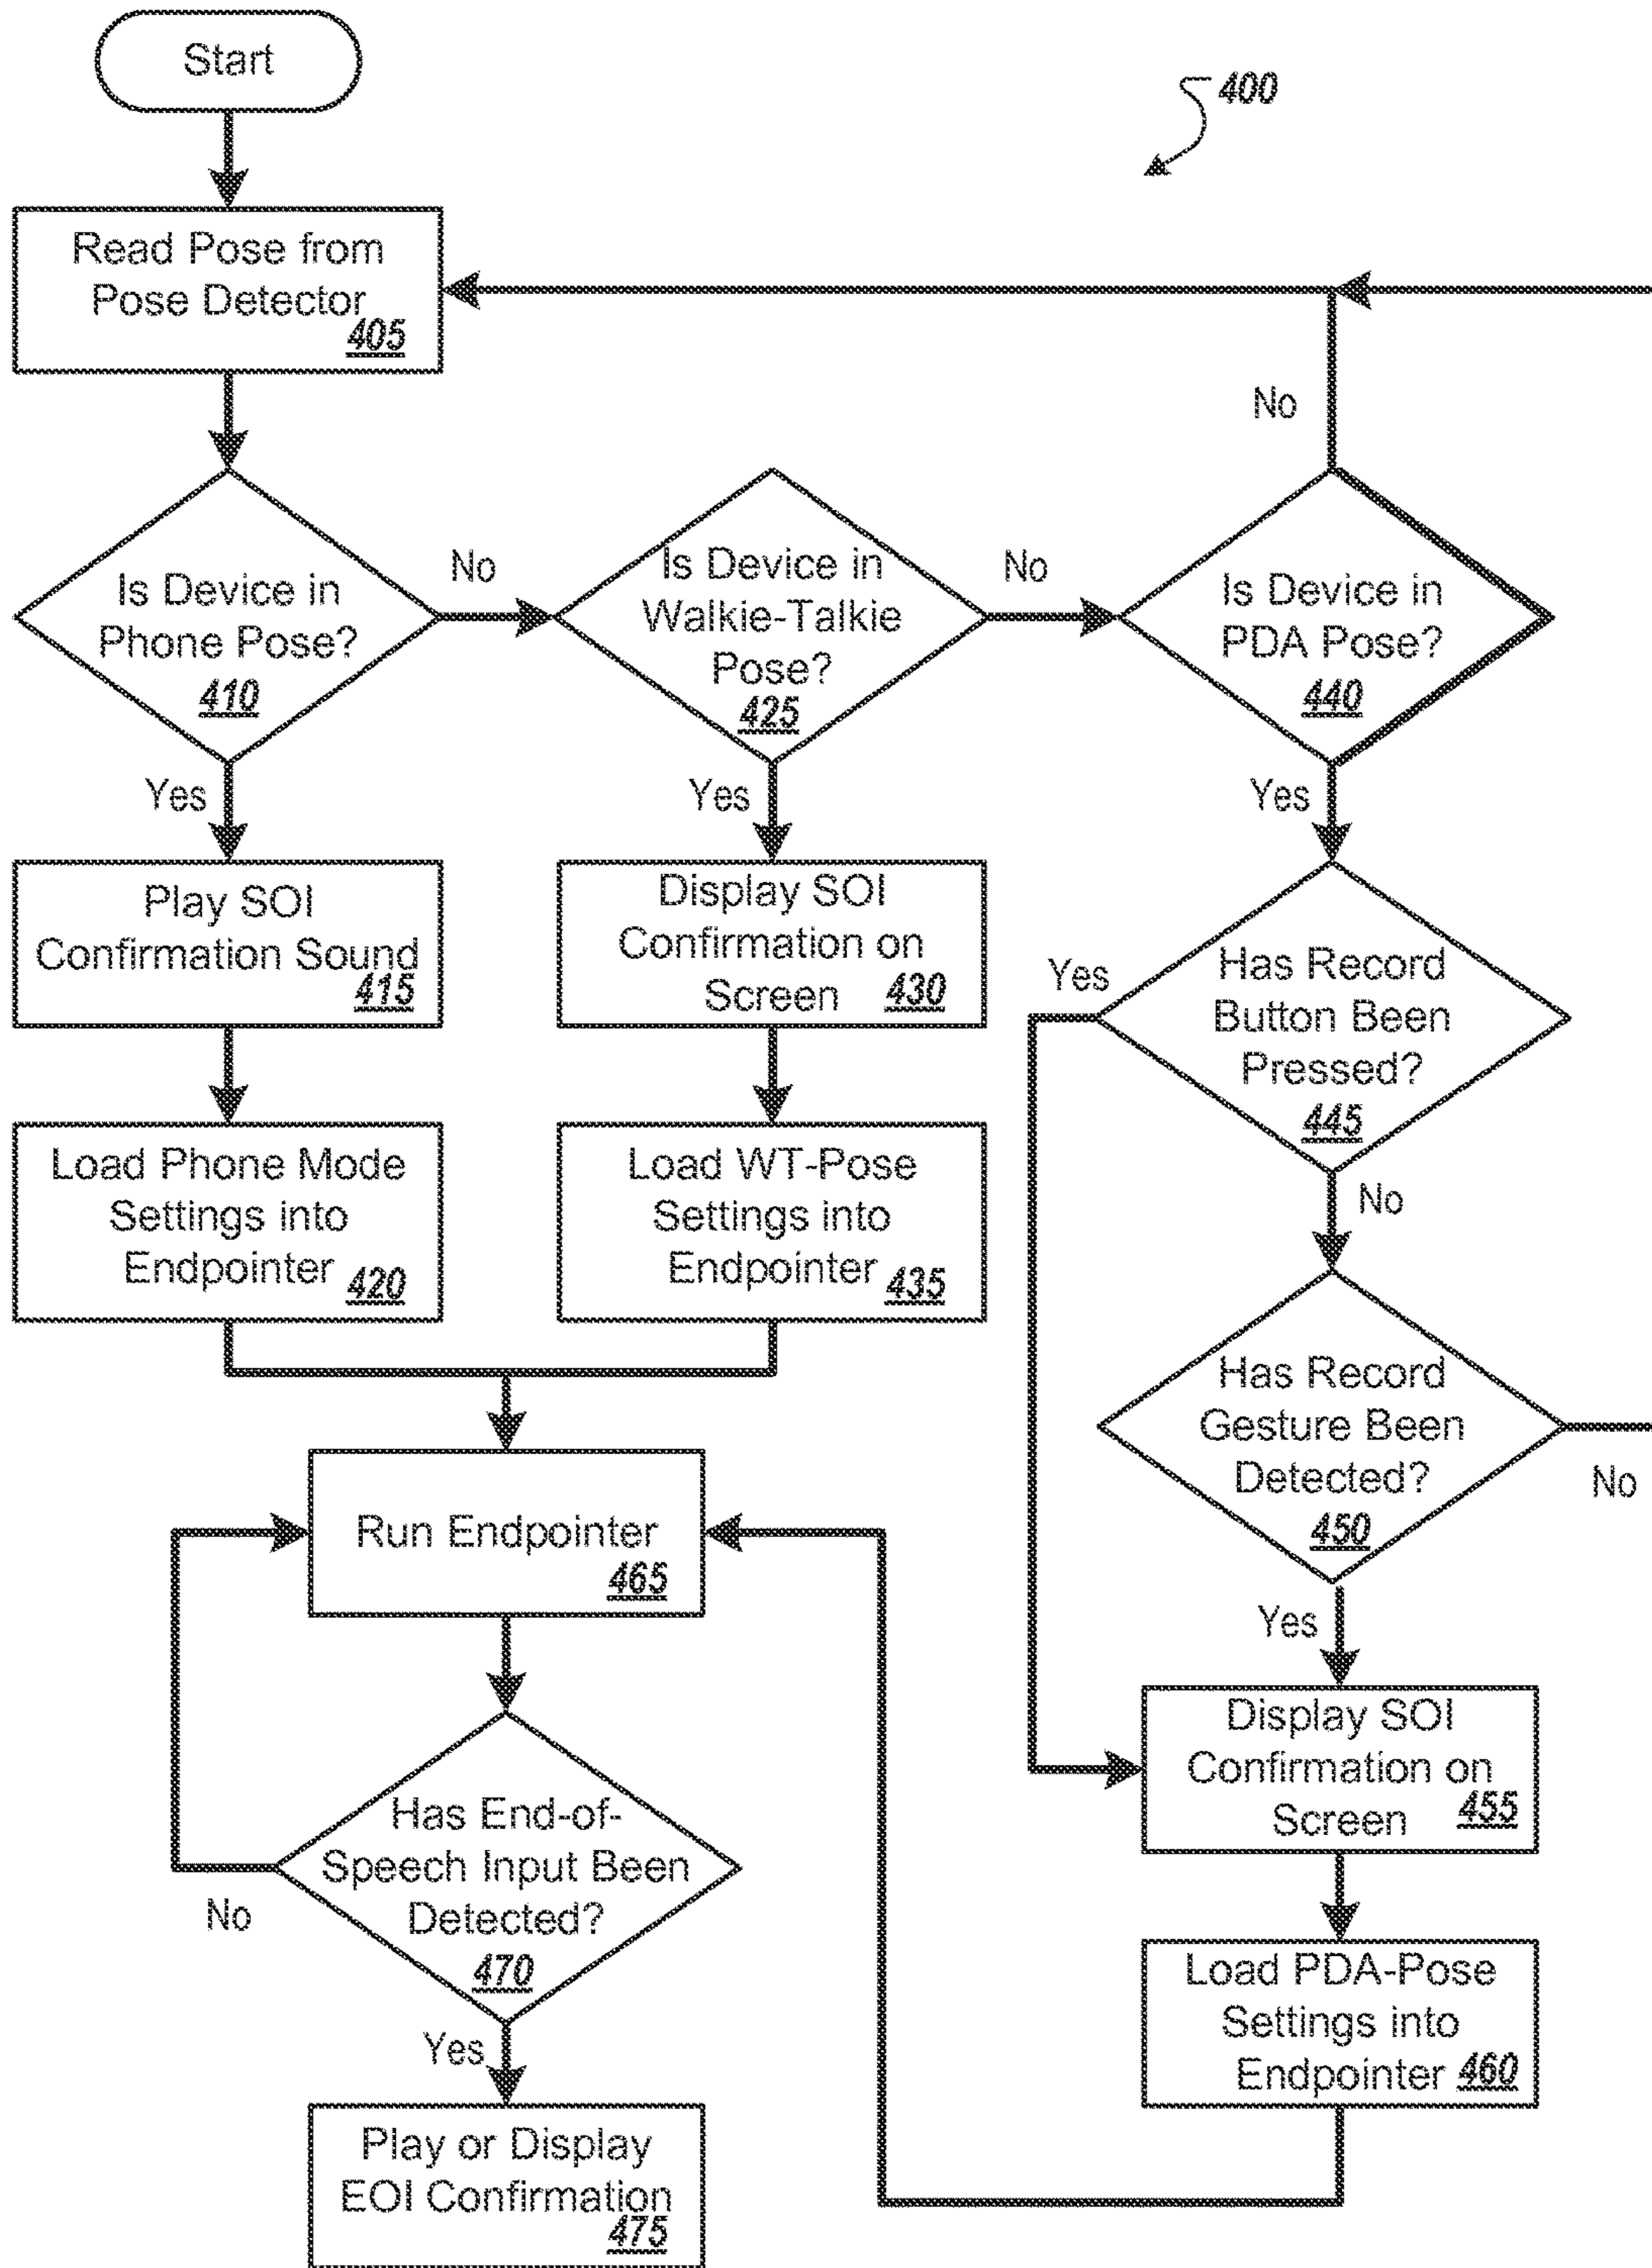 Start
400
Read Pose from
Pose Detector
405
No
Is Device in
Phone Pose?
410
No
Is Device in
Walkie-Talkie
Pose?
425
No
Is Device in
PDA Pose?
440
Yes
Yes
Yes
Play SOI
Confirmation Sound
415
Display SOI
Confirmation on
Screen 430
Yes
Has Record
Button Been
Pressed?
445
No
Load Phone Mode
Settings into
Endpointer 420
Load WT-Pose
Settings into
Endpointer 435
Has Record
Gesture Been
Detected?
450
No
Yes
Run Endpointer
465
Display SOI
Confirmation on
Screen 455
Has End-of-
Speech Input Been
Detected?
470
No
Yes
Load PDA-Pose
Settings into
Endpointer 460
Play or Display
EOI Confirmation
475